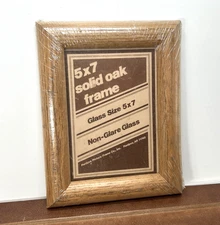 5x7
solid oak
frame
Glass Size 5x7
Non-Glare Glass